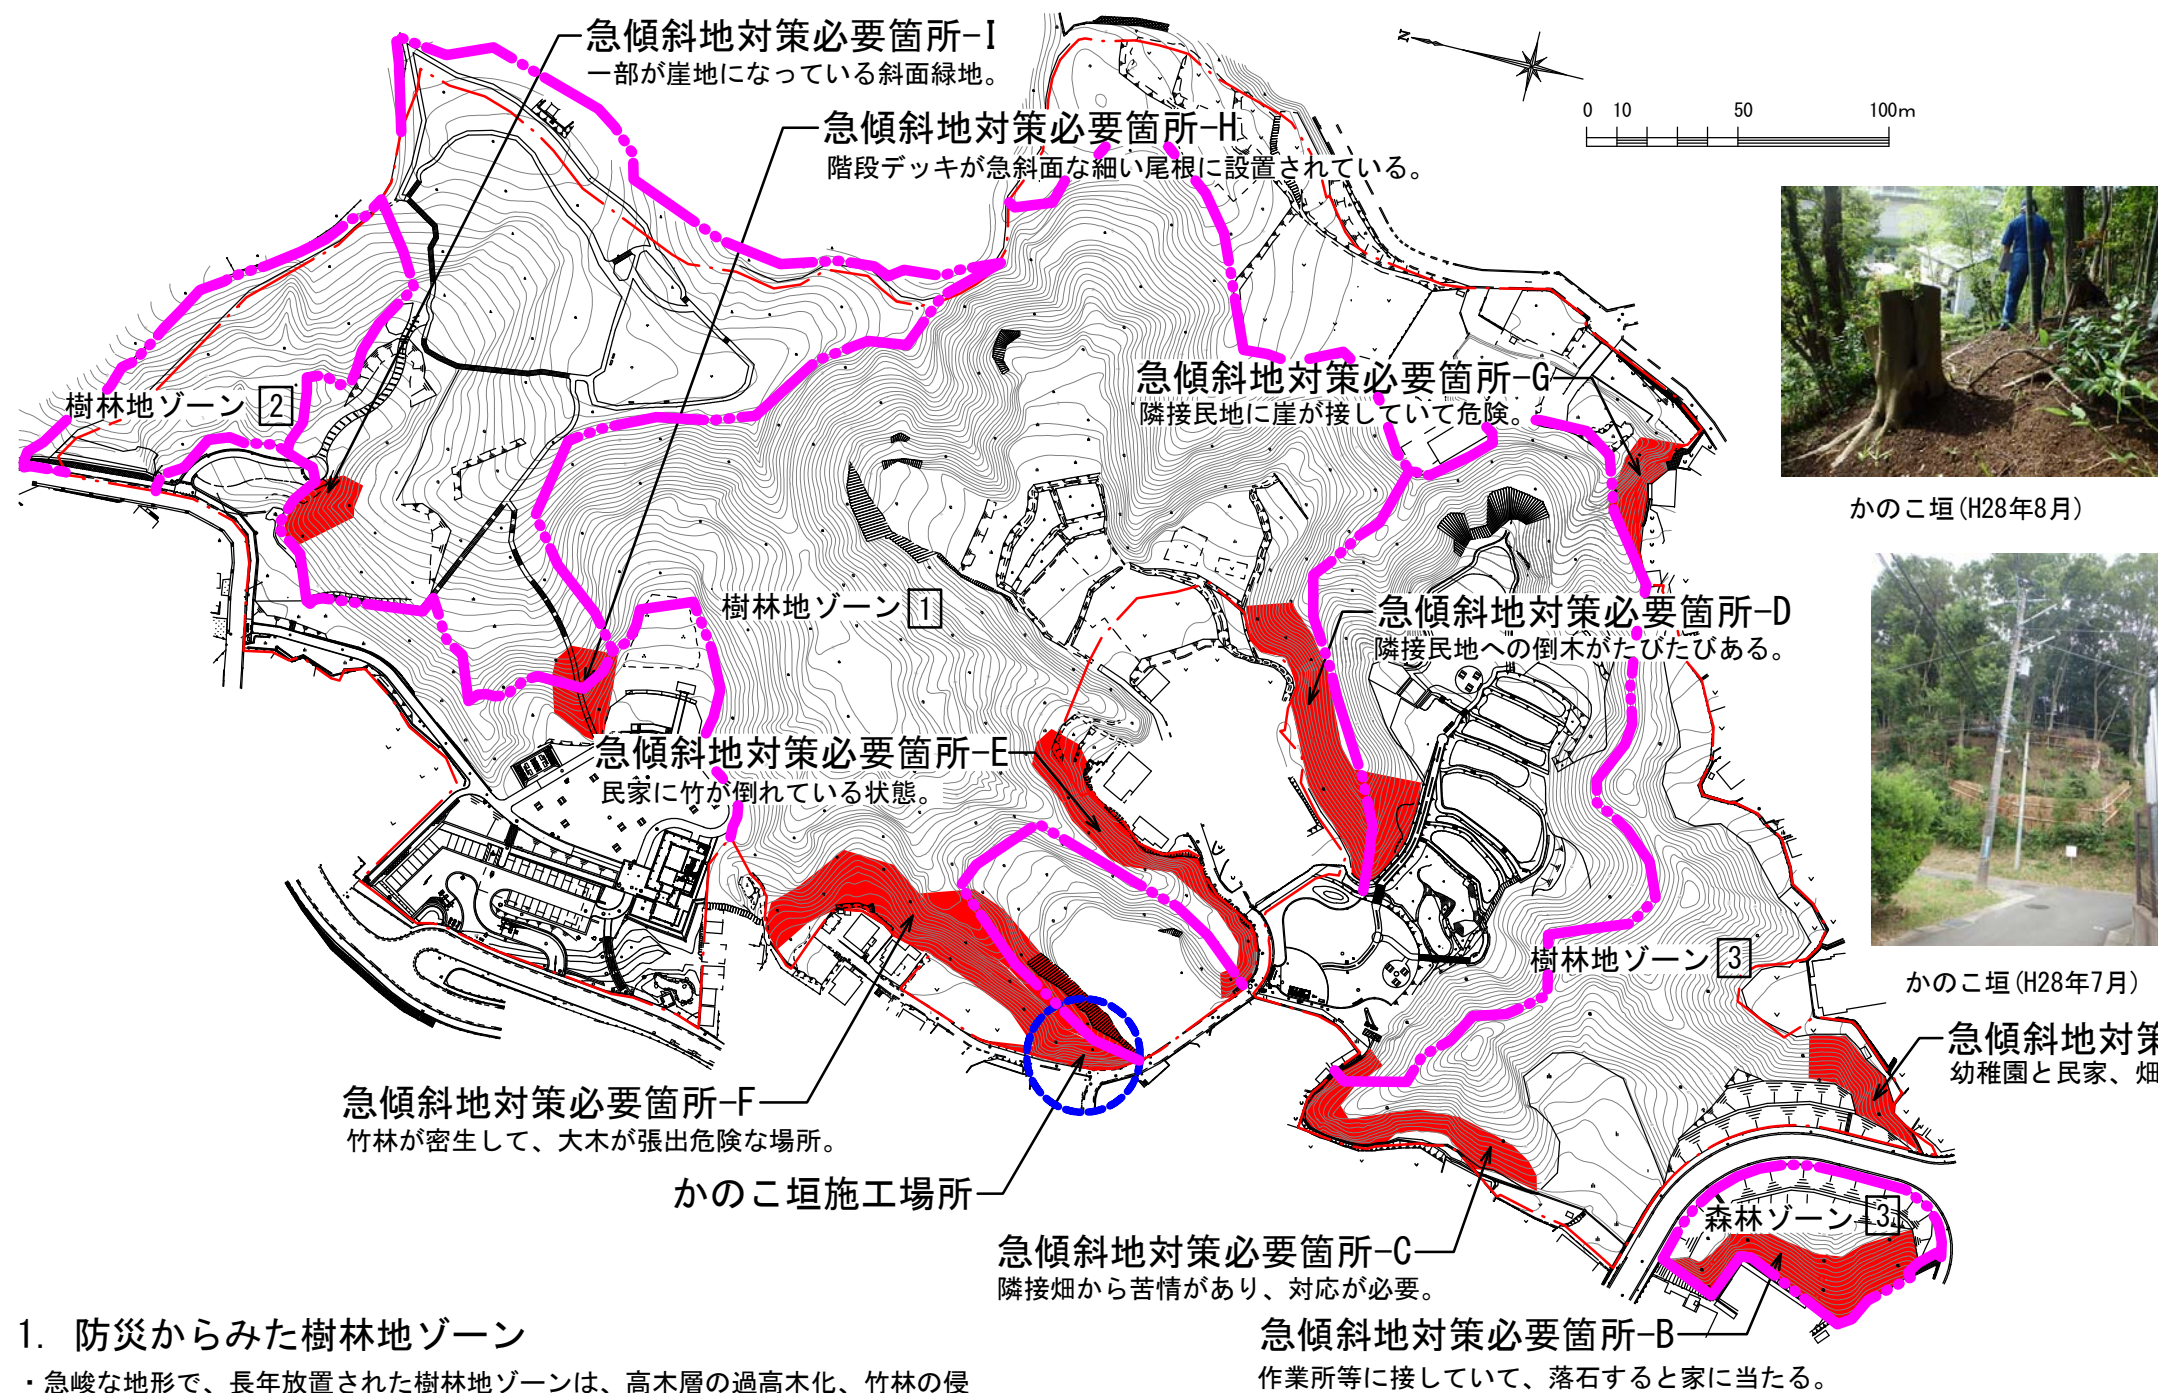 急傾斜地対策必要箇所-I
一部が崖地になっている斜面緑地。
急傾斜地対策必要箇所-H
階段デッキが急斜面な細い尾根に設置されている。
N
0 10 50 100m
かのこ垣(H28年8月)
急傾斜地対策必要箇所-G
隣接民地に崖が接していて危険。
樹林地ゾーン 2
樹林地ゾーン 1
急傾斜地対策必要箇所-D
隣接民地への倒木がたびたびある。
急傾斜地対策必要箇所-E
民家に竹が倒れている状態。
樹林地ゾーン 3
かのこ垣(H28年7月)
急傾斜地対策
幼稚園と民家、畑
急傾斜地対策必要箇所-F
竹林が密生して、大木が張出危険な場所。
かのこ垣施工場所
森林ゾーン 3
急傾斜地対策必要箇所-C
隣接畑から苦情があり、対応が必要。
急傾斜地対策必要箇所-B
作業所等に接していて、落石すると家に当たる。
1. 防災からみた樹林地ゾーン
・急峻な地形で、長年放置された樹林地ゾーンは、高木層の過高木化、竹林の侵